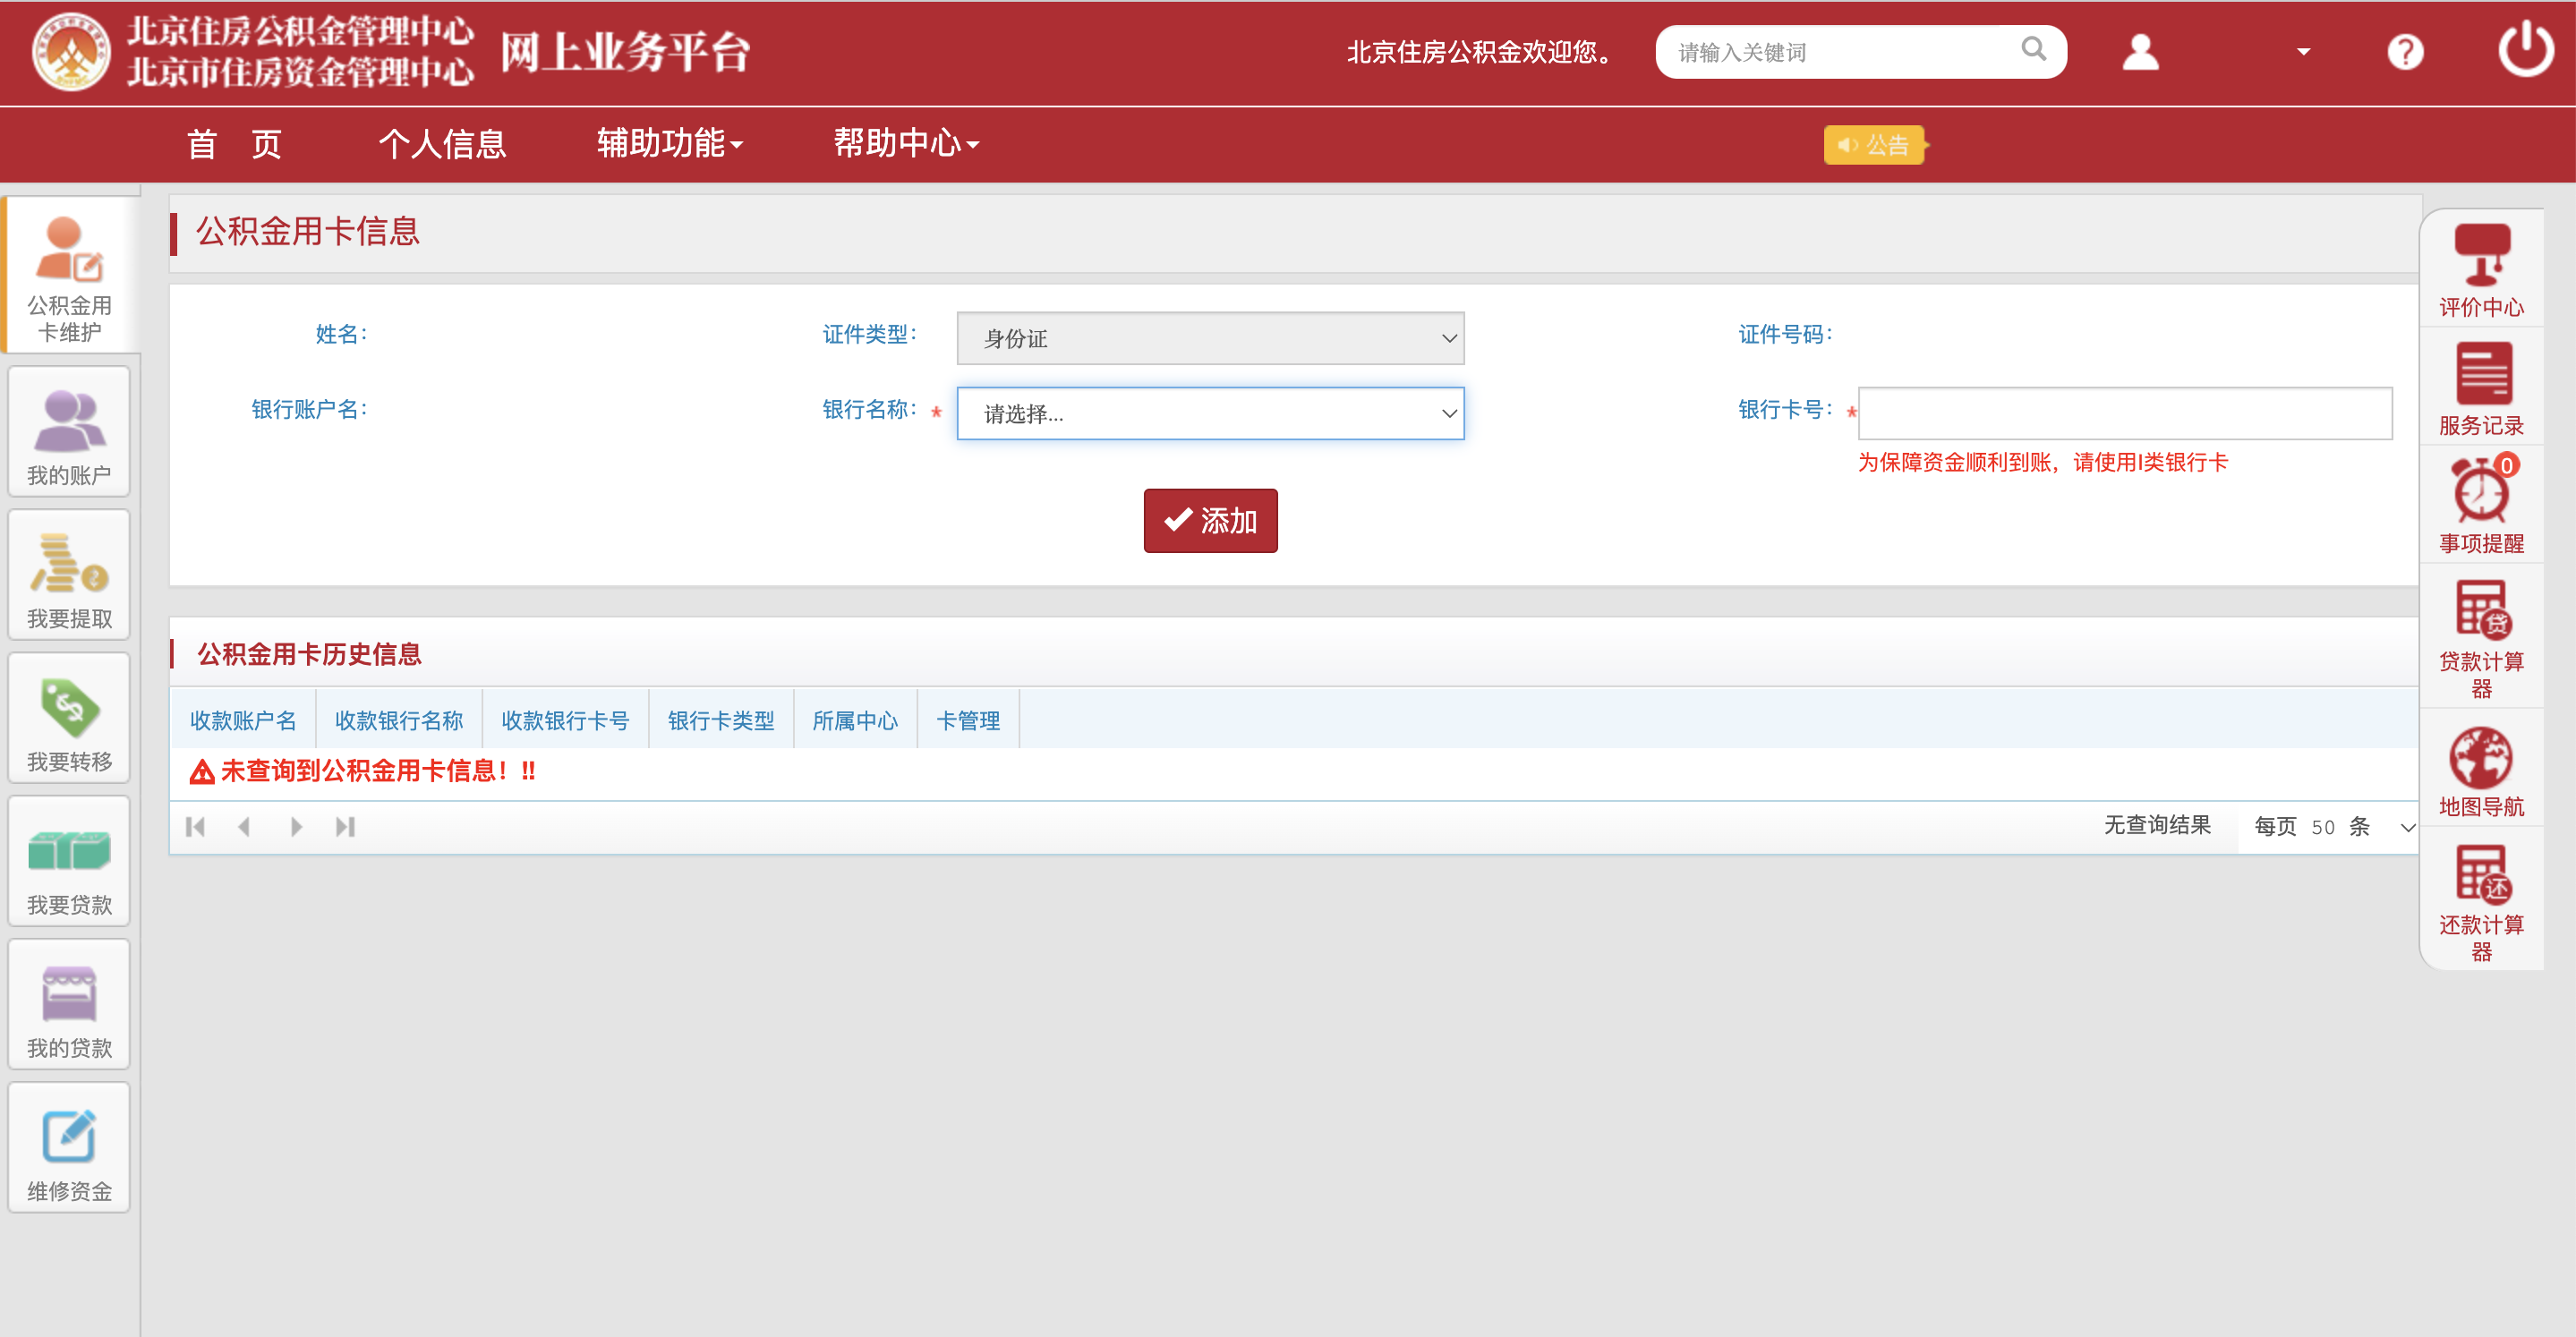 北京住房公积金管理中心
北京市住房资金管理中心
网上业务平台
北京住房公积金欢迎您。
请输入关键词
首 页
个人信息
辅助功能
帮助中心
公告
公积金用
卡维护
我的账户
我要提取
我要转移
我要贷款
我的贷款
维修资金
公积金用卡信息
姓名：
证件类型：
身份证
证件号码：
银行账户名：
银行名称：*
请选择...
银行卡号：*
为保障资金顺利到账，请使用I类银行卡
添加
公积金用卡历史信息
收款账户名
收款银行名称
收款银行卡号
银行卡类型
所属中心
卡管理
未查询到公积金用卡信息！!!
无查询结果
每页 50 条
评价中心
服务记录
0
事项提醒
贷
贷款计算
器
地图导航
还
还款计算
器